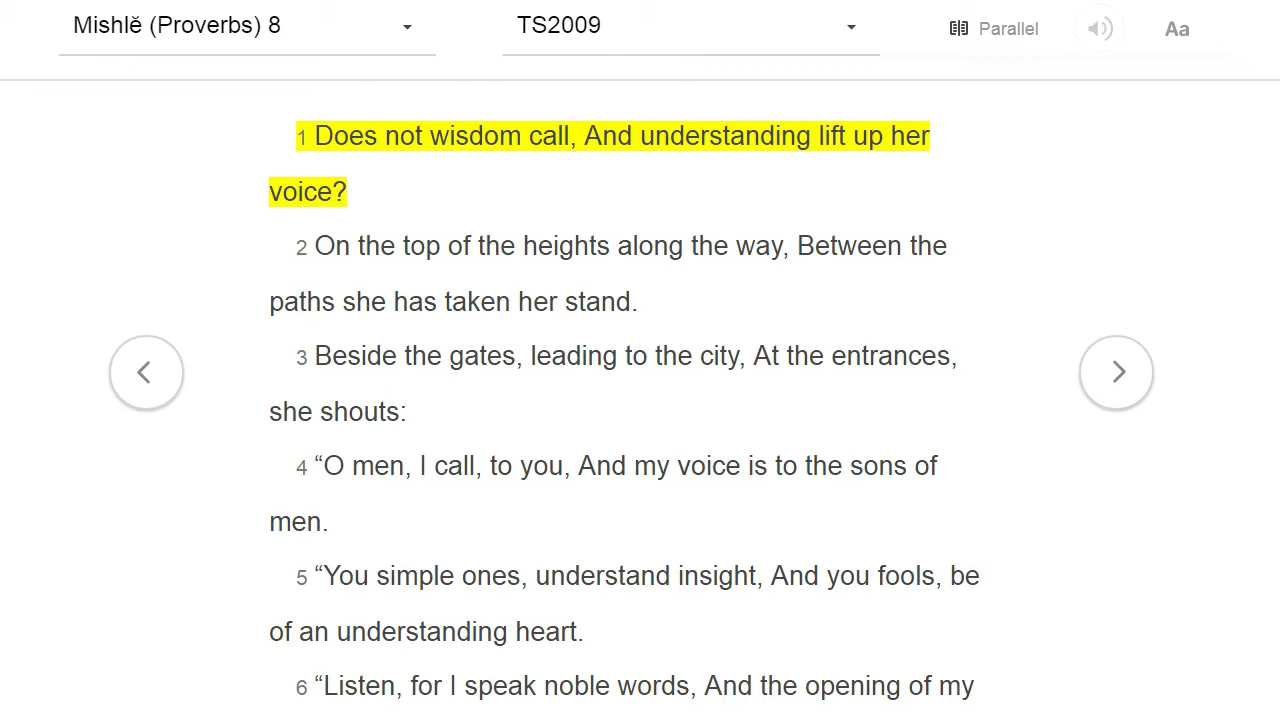 Mishlĕ (Proverbs) 8
TS2009
Parallel
Aa
1 Does not wisdom call, And understanding lift up her
voice?
2 On the top of the heights along the way, Between the
paths she has taken her stand.
3 Beside the gates, leading to the city, At the entrances,
she shouts:
4 “O men, I call, to you, And my voice is to the sons of
men.
5 “You simple ones, understand insight, And you fools, be
of an understanding heart.
6 “Listen, for I speak noble words, And the opening of my